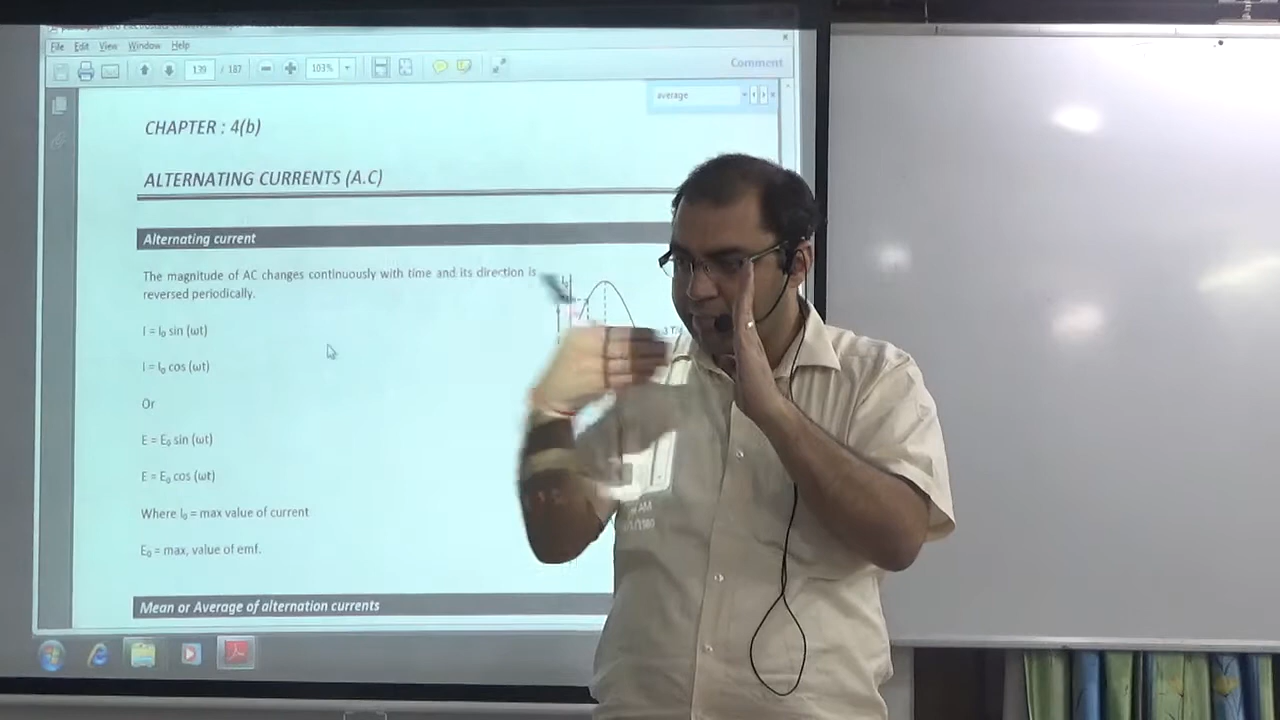 File Edit View Window Help
139 / 187
103%
Comment
average
CHAPTER : 4(b)
ALTERNATING CURRENTS (A.C)
Alternating current
The magnitude of AC changes continuously with time and its direction is
reversed periodically.
I = I₀ sin (ωt)
I = I₀ cos (ωt)
Or
E = E₀ sin (ωt)
E = E₀ cos (ωt)
Where I₀ = max value of current
E₀ = max, value of emf.
Mean or Average of alternation currents
AM